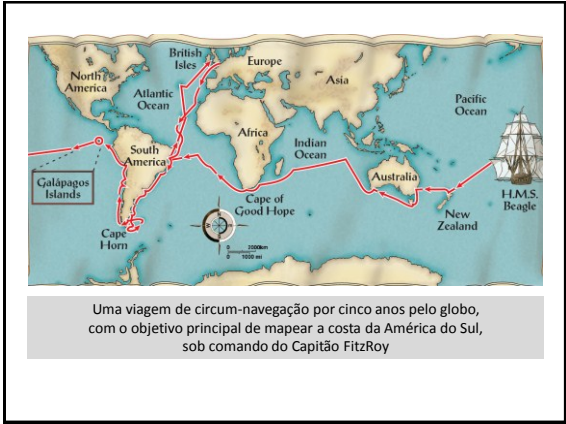 British
Isles
Europe
North
America
Asia
Atlantic
Ocean
Pacific
Ocean
Africa
South
America
Indian
Ocean
Galápagos
Islands
Australia
H.M.S.
Beagle
Cape of
Good Hope
New
Zealand
Cape
Horn
0 2000km
0 1000 mi
Uma viagem de circum-navegação por cinco anos pelo globo,
com o objetivo principal de mapear a costa da América do Sul,
sob comando do Capitão FitzRoy